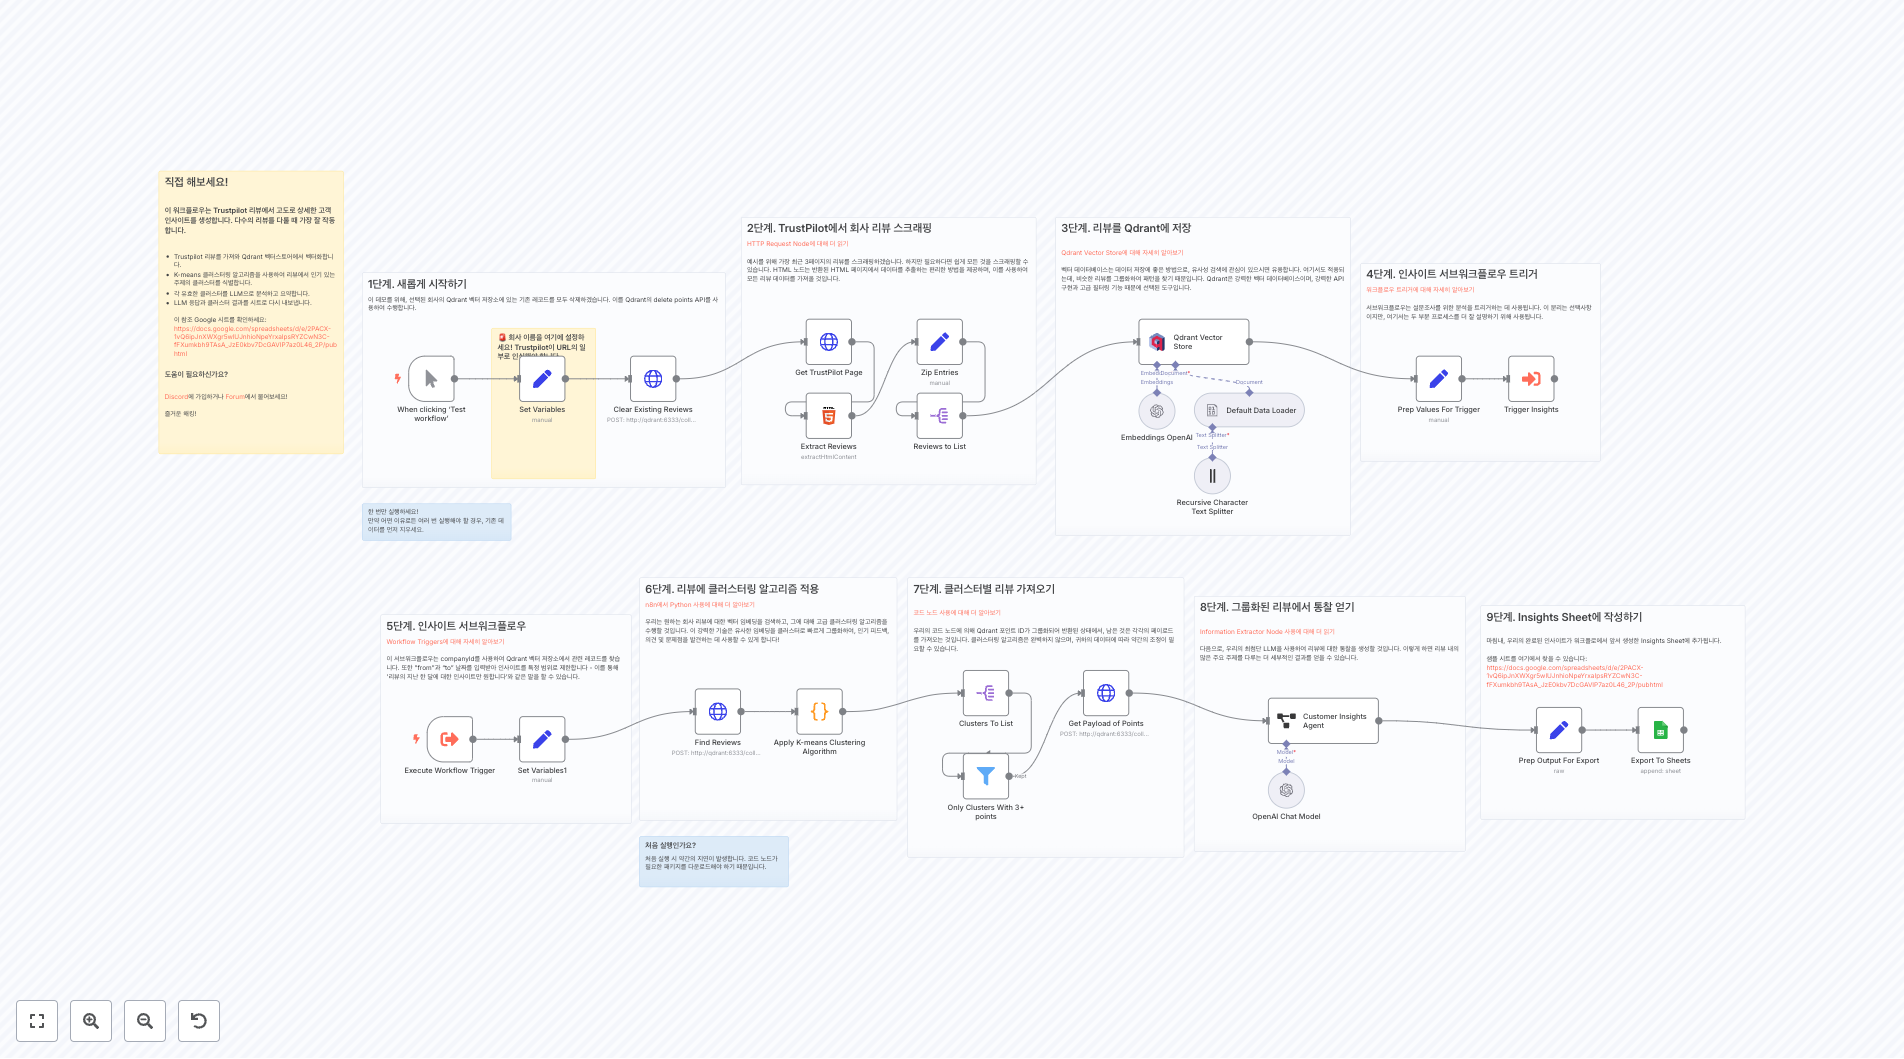 직접 해보세요!
이 워크플로우는 Trustpilot 리뷰에서 고도로 상세한 고객
인사이트를 생성합니다. 다수의 리뷰를 다룰 때 가장 잘 작동
합니다.
Trustpilot 리뷰를 가져와 Qdrant 벡터스토어에서 벡터화합니
다.
K-means 클러스터링 알고리즘을 사용하여 리뷰에서 인기 있는
주제의 클러스터를 식별합니다.
각 유효한 클러스터를 LLM으로 분석하고 요약합니다.
LLM 응답과 클러스터 결과를 시트로 다시 내보냅니다.
이 참조 Google 시트를 확인하세요:
https://docs.google.com/spreadsheets/d/e/2PACX-
html
도움이 필요하신가요?
Discord에 가입하거나 Forum에서 물어보세요!
즐거운 해킹!
1단계. 새롭게 시작하기
이 데모를 위해, 선택된 회사의 Qdrant 벡터 저장소에 있는 기존 레코드를 모두 삭제하겠습니다. 이를 Qdrant의 delete points API를 사
용하여 수행합니다.
🚨 회사 이름을 여기에 설정하
세요! Trustpilot이 URL의 일
When clicking 'Test
workflow'
Set Variables
manual
Clear Existing Reviews
POST: http://qdrant:6333/coll...
한 번만 실행하세요!
만약 어떤 이유로든 여러 번 실행해야 할 경우, 기존 데
이터를 먼저 지우세요.
2단계. TrustPilot에서 회사 리뷰 스크래핑
HTTP Request Node에 대해 더 읽기
예시를 위해 가장 최근 3페이지의 리뷰를 스크래핑하겠습니다. 하지만 필요하다면 쉽게 모든 것을 스크래핑할 수
있습니다. HTML 노드는 반환된 HTML 페이지에서 데이터를 추출하는 편리한 방법을 제공하며, 이를 사용하여
모든 리뷰 데이터를 가져올 것입니다.
Get TrustPilot Page
Zip Entries
manual
Extract Reviews
extractHtmlContent
Reviews to List
3단계. 리뷰를 Qdrant에 저장
Qdrant Vector Store에 대해 자세히 알아보기
벡터 데이터베이스는 데이터 저장에 좋은 방법으로, 유사성 검색에 관심이 있으시면 유용합니다. 여기서도 적용되
는데, 비슷한 리뷰를 그룹화하여 패턴을 찾기 때문입니다. Qdrant은 강력한 벡터 데이터베이스이며, 강력한 API
구현과 고급 필터링 기능 때문에 선택된 도구입니다.
Qdrant Vector
Store
Document*
Embeddings
Document
Embeddings OpenAI
Default Data Loader
Text Splitter*
Text Splitter
Recursive Character
Text Splitter
4단계. 인사이트 서브워크플로우 트리거
워크플로우 트리거에 대해 자세히 알아보기
서브워크플로우는 설문조사를 위한 분석을 트리거하는 데 사용됩니다. 이 분리는 선택사항
이지만, 여기서는 두 부분 프로세스를 더 잘 설명하기 위해 사용됩니다.
Prep Values For Trigger
manual
Trigger Insights
5단계. 인사이트 서브워크플로우
Workflow Triggers에 대해 자세히 알아보기
이 서브워크플로우는 companyId를 사용하여 Qdrant 벡터 저장소에서 관련 레코드를 찾습
니다. 또한 "from"과 "to" 날짜를 입력받아 인사이트를 특정 범위로 제한합니다 - 이를 통해
'리뷰의 지난 한 달에 대한 인사이트만 원합니다'와 같은 말을 할 수 있습니다.
Execute Workflow Trigger
Set Variables1
manual
6단계. 리뷰에 클러스터링 알고리즘 적용
n8n에서 Python 사용에 대해 더 알아보기
우리는 원하는 회사 리뷰에 대한 벡터 임베딩을 검색하고, 그에 대해 고급 클러스터링 알고리즘을
수행할 것입니다. 이 강력한 기술은 유사한 임베딩을 클러스터로 빠르게 그룹화하여, 인기 피드백,
의견 및 문제점을 발견하는 데 사용할 수 있게 합니다!
Find Reviews
POST: http://qdrant:6333/coll...
Apply K-means Clustering
Algorithm
처음 실행인가요?
처음 실행 시 약간의 지연이 발생합니다. 코드 노드가
필요한 패키지를 다운로드해야 하기 때문입니다.
7단계. 클러스터별 리뷰 가져오기
코드 노드 사용에 대해 더 알아보기
우리의 코드 노드에 의해 Qdrant 포인트 ID가 그룹화되어 반환된 상태에서, 남은 것은 각각의 페이로드
를 가져오는 것입니다. 클러스터링 알고리즘은 완벽하지 않으며, 귀하의 데이터에 따라 약간의 조정이 필
요할 수 있습니다.
Clusters To List
Only Clusters With 3+
points
Kept
Get Payload of Points
POST: http://qdrant:6333/coll...
8단계. 그룹화된 리뷰에서 통찰 얻기
Information Extractor Node 사용에 대해 더 읽기
다음으로, 우리의 최첨단 LLM을 사용하여 리뷰에 대한 통찰을 생성할 것입니다. 이렇게 하면 리뷰 내의
많은 주요 주제를 다루는 더 세부적인 결과를 얻을 수 있습니다.
Customer Insights
Agent
Model*
Model
OpenAI Chat Model
9단계. Insights Sheet에 작성하기
마침내, 우리의 완료된 인사이트가 워크플로에서 앞서 생성한 Insights Sheet에 추가됩니다.
샘플 시트를 여기에서 찾을 수 있습니다:
https://docs.google.com/spreadsheets/d/e/2PACX-
Prep Output For Export
raw
Export To Sheets
append: sheet